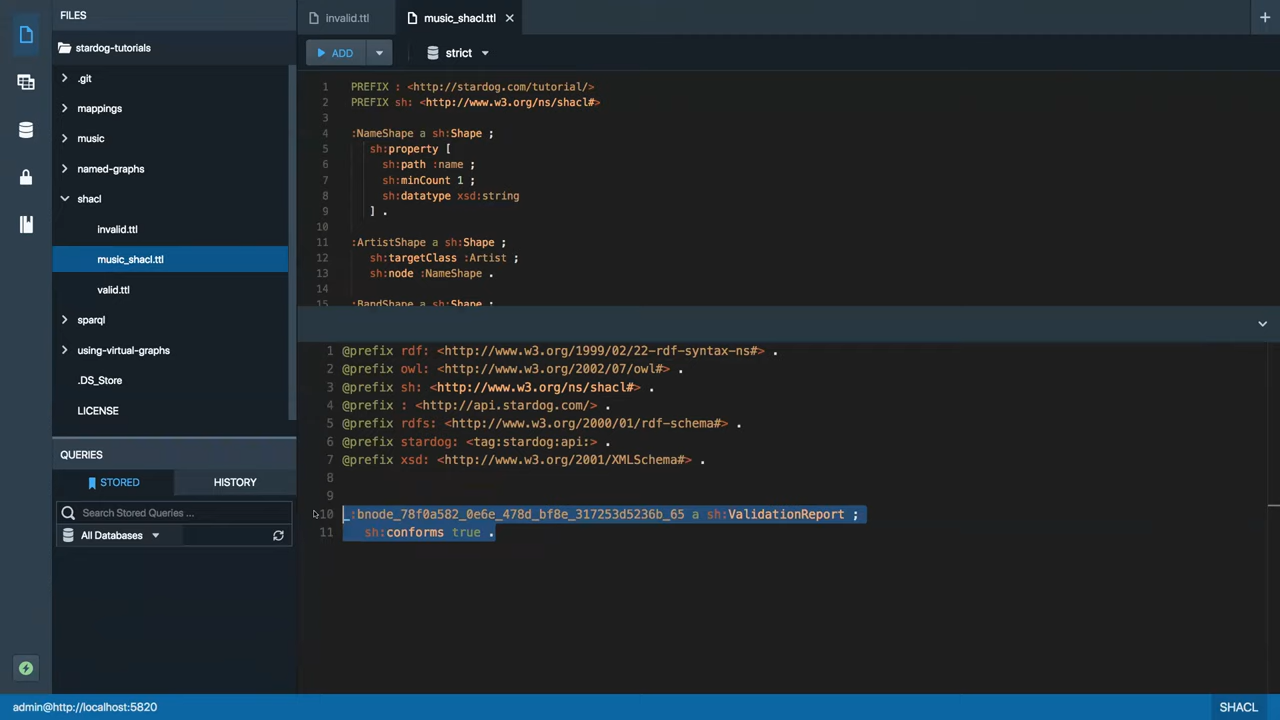 FILES
stardog-tutorials
.git
mappings
music
named-graphs
shacl
invalid.ttl
music_shacl.ttl
valid.ttl
sparql
using-virtual-graphs
.DS_Store
LICENSE
QUERIES
STORED
HISTORY
Search Stored Queries ...
All Databases
invalid.ttl
music_shacl.ttl
ADD
strict
1 PREFIX : <http://stardog.com/tutorial/>
2 PREFIX sh: <http://www.w3.org/ns/shacl#>
3
4 :NameShape a sh:Shape ;
5 sh:property [
6 sh:path :name ;
7 sh:minCount 1 ;
8 sh:datatype xsd:string
9 ] .
10
11 :ArtistShape a sh:Shape ;
12 sh:targetClass :Artist ;
13 sh:node :NameShape .
14
15 :BandShape a sh:Shape ;
1 @prefix rdf: <http://www.w3.org/1999/02/22-rdf-syntax-ns#> .
2 @prefix owl: <http://www.w3.org/2002/07/owl#> .
3 @prefix sh: <http://www.w3.org/ns/shacl#> .
4 @prefix : <http://api.stardog.com/> .
5 @prefix rdfs: <http://www.w3.org/2000/01/rdf-schema#> .
6 @prefix stardog: <tag:stardog:api:> .
7 @prefix xsd: <http://www.w3.org/2001/XMLSchema#> .
8
9
10 _:bnode_78f0a582_0e6e_478d_bf8e_317253d5236b_65 a sh:ValidationReport ;
11 sh:conforms true .
admin@http://localhost:5820
SHACL